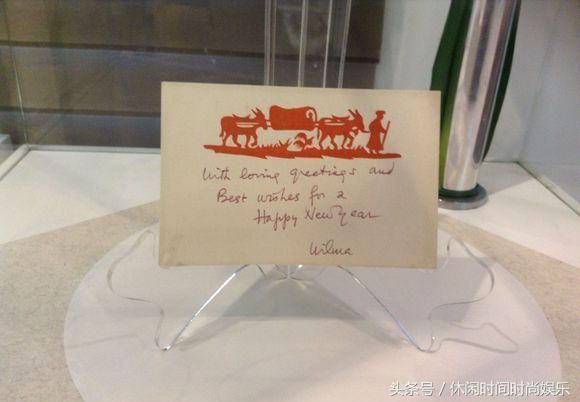 With loving greetings and
Best wishes for a
Happy New Year
Wilma
头条号 / 休闲时间时尚娱乐